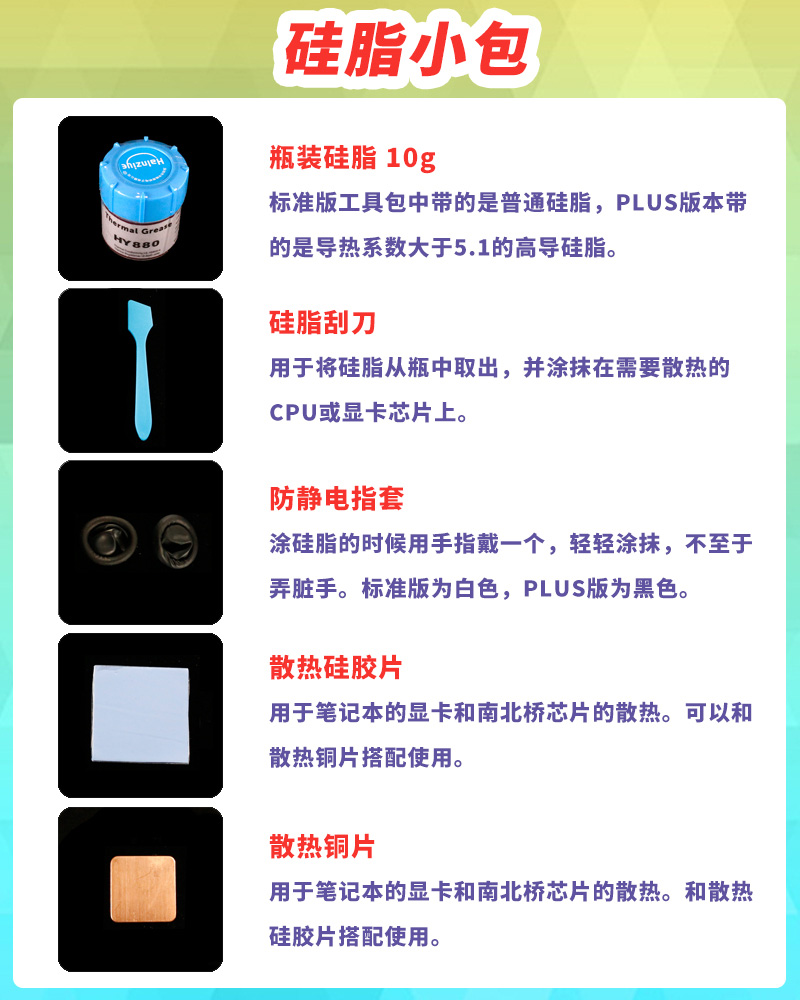 硅脂小包
Halnziye
Thermal Grease
HY880
瓶装硅脂 10g
标准版工具包中带的是普通硅脂，PLUS版本带
的是导热系数大于5.1的高导硅脂。
硅脂刮刀
用于将硅脂从瓶中取出，并涂抹在需要散热的
CPU或显卡芯片上。
防静电指套
涂硅脂的时候用手指戴一个，轻轻涂抹，不至于
弄脏手。标准版为白色，PLUS版为黑色。
散热硅胶片
用于笔记本的显卡和南北桥芯片的散热。可以和
散热铜片搭配使用。
散热铜片
用于笔记本的显卡和南北桥芯片的散热。和散热
硅胶片搭配使用。